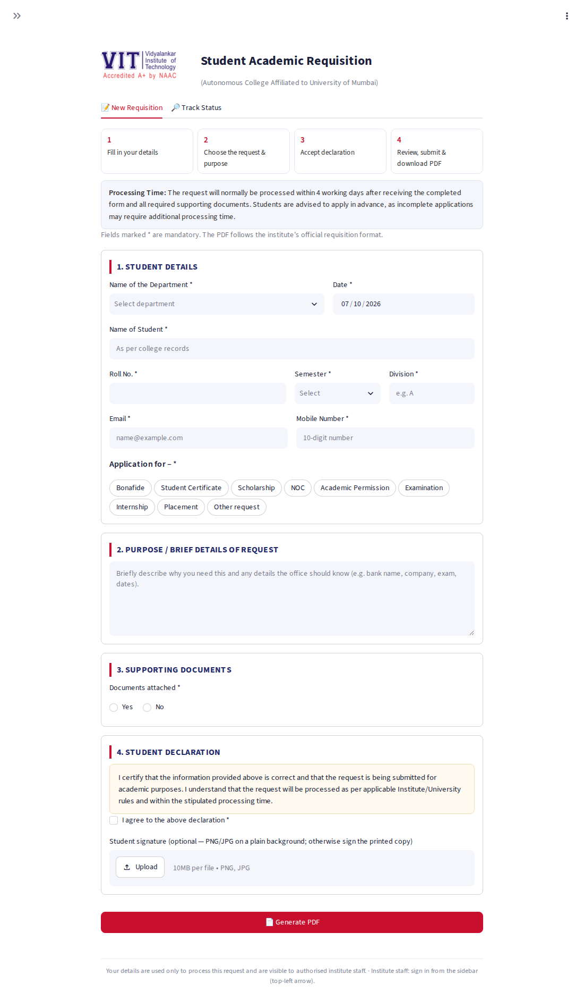 VIT Vidyalankar
Institute of
Technology
Accredited A+ by NAAC
Student Academic Requisition
(Autonomous College Affiliated to University of Mumbai)
📝 New Requisition 🔎 Track Status
1
Fill in your details
2
Choose the request &
purpose
3
Accept declaration
4
Review, submit &
download PDF
Processing Time: The request will normally be processed within 4 working days after receiving the completed
form and all required supporting documents. Students are advised to apply in advance, as incomplete applications
may require additional processing time.
Fields marked * are mandatory. The PDF follows the institute's official requisition format.
1. STUDENT DETAILS
Name of the Department *
Select department
Date *
07 / 10 / 2026
Name of Student *
As per college records
Roll No. *
Semester *
Select
Division *
e.g. A
Email *
name@example.com
Mobile Number *
10-digit number
Application for – *
Bonafide Student Certificate Scholarship NOC Academic Permission Examination
Internship Placement Other request
2. PURPOSE / BRIEF DETAILS OF REQUEST
Briefly describe why you need this and any details the office should know (e.g. bank name, company, exam,
dates).
3. SUPPORTING DOCUMENTS
Documents attached *
Yes No
4. STUDENT DECLARATION
I certify that the information provided above is correct and that the request is being submitted for
academic purposes. I understand that the request will be processed as per applicable Institute/University
rules and within the stipulated processing time.
I agree to the above declaration *
Student signature (optional — PNG/JPG on a plain background; otherwise sign the printed copy)
Upload 10MB per file • PNG, JPG
📄 Generate PDF
Your details are used only to process this request and are visible to authorised institute staff. · Institute staff: sign in from the sidebar
(top-left arrow).